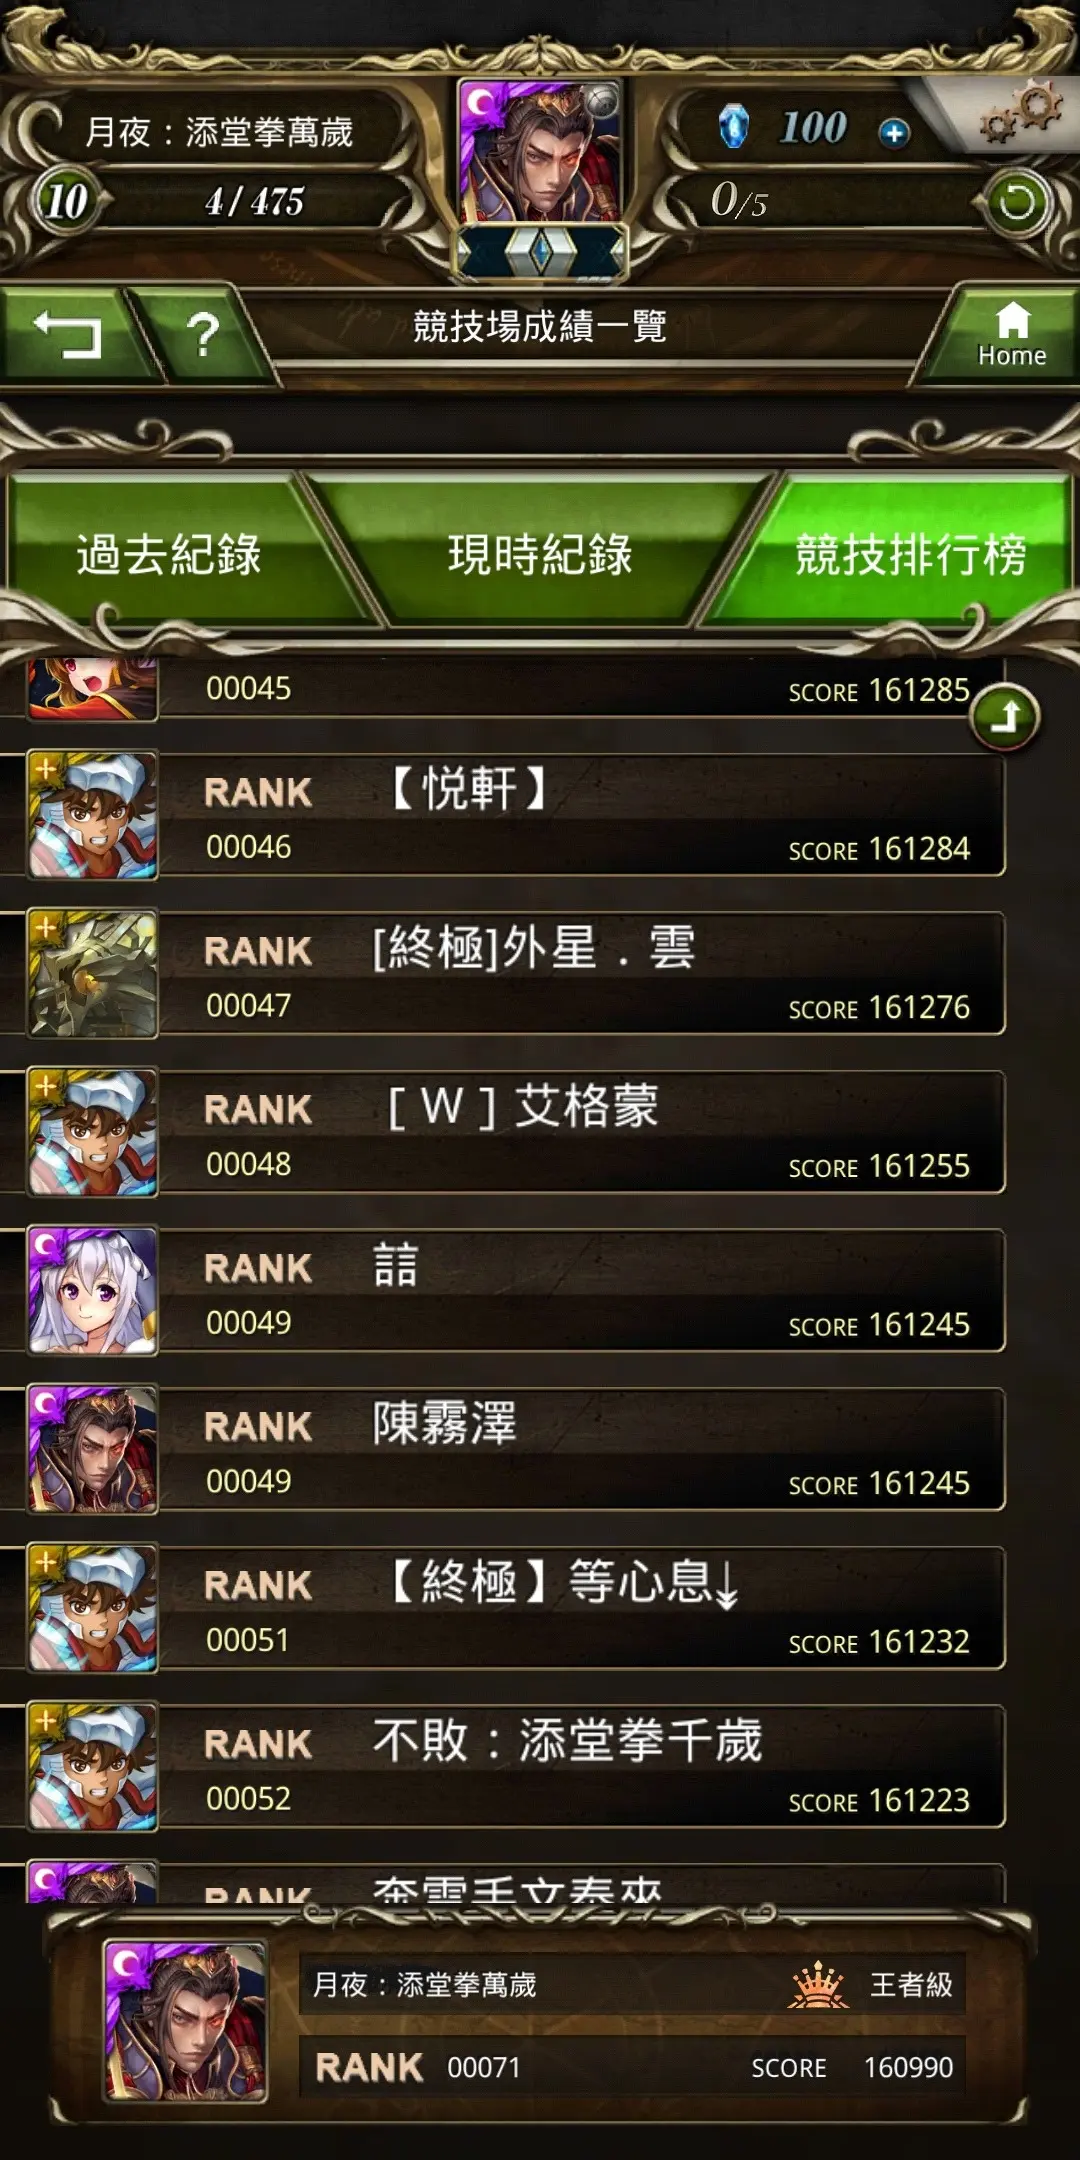 月夜：添堂拳萬歲
100
10
4/475
0/5
?
競技場成績一覽
Home
過去紀錄
現時紀錄
競技排行榜
00045
SCORE 161285
RANK 【悦軒】
00046
SCORE 161284
RANK [終極]外星．雲
00047
SCORE 161276
RANK ［Ｗ］艾格蒙
00048
SCORE 161255
RANK 喆
00049
SCORE 161245
RANK 陳霧澤
00049
SCORE 161245
RANK 【終極】等心息↡
00051
SCORE 161232
RANK 不敗：添堂拳千歲
00052
SCORE 161223
RANK
月夜：添堂拳萬歲
王者級
RANK 00071
SCORE 160990